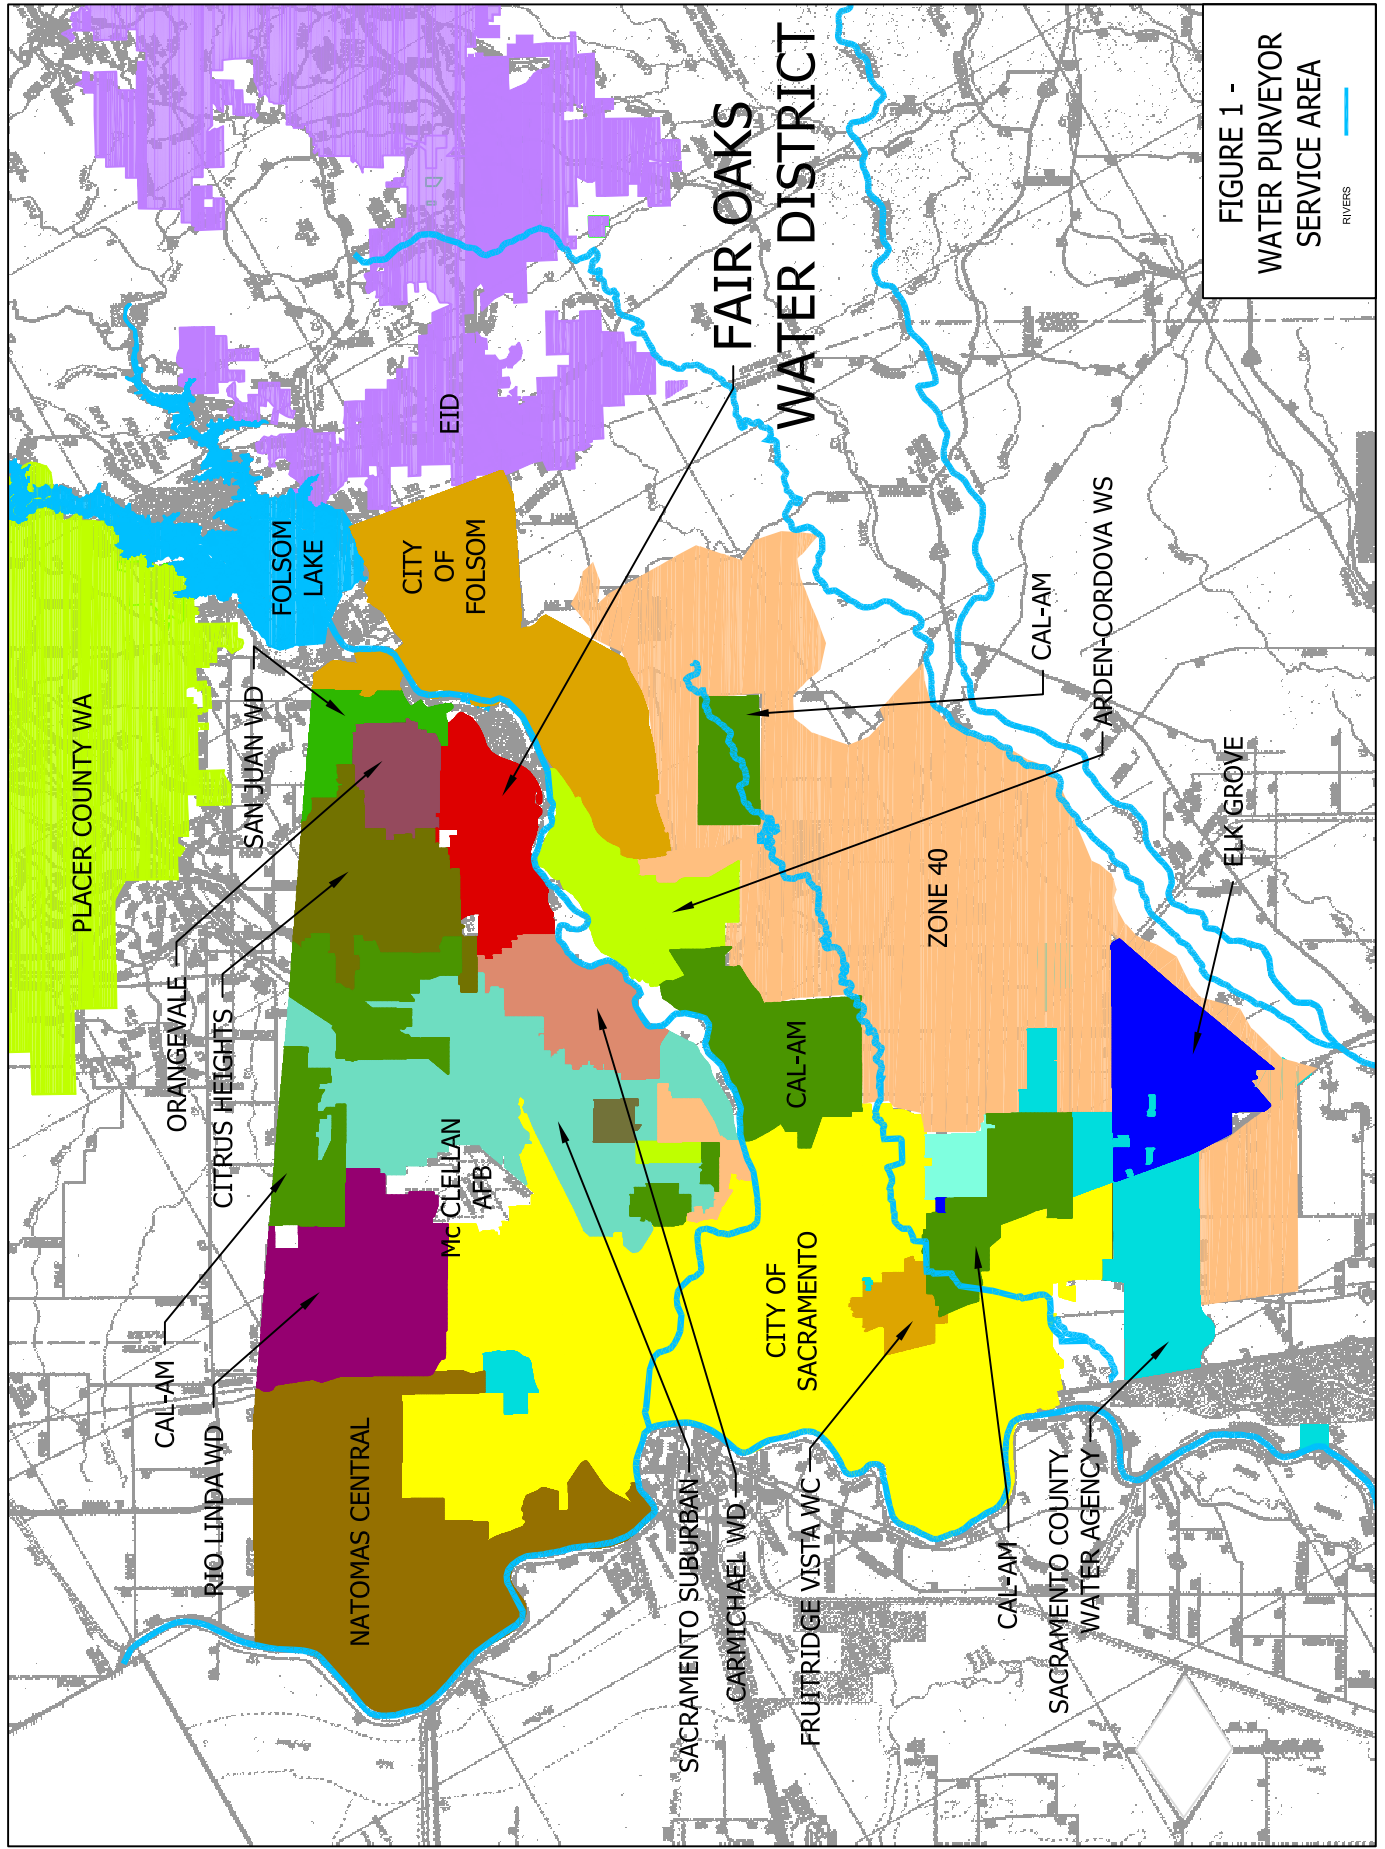 PLACER COUNTY WA
CAL-AM
ORANGEVALE
RIO LINDA WD
CITRUS HEIGHTS
SAN JUAN WD
FOLSOM
LAKE
NATOMAS CENTRAL
CITY
OF
FOLSOM
Mc CLELLAN
AFB
EID
SACRAMENTO SUBURBAN
CARMICHAEL WD
FAIR OAKS
WATER DISTRICT
CITY OF
SACRAMENTO
CAL-AM
FRUITRIDGE VISTA WC
ZONE 40
CAL-AM
CAL-AM
SACRAMENTO COUNTY
WATER AGENCY
ARDEN-CORDOVA WS
ELK GROVE
FIGURE 1 -
WATER PURVEYOR
SERVICE AREA
RIVERS